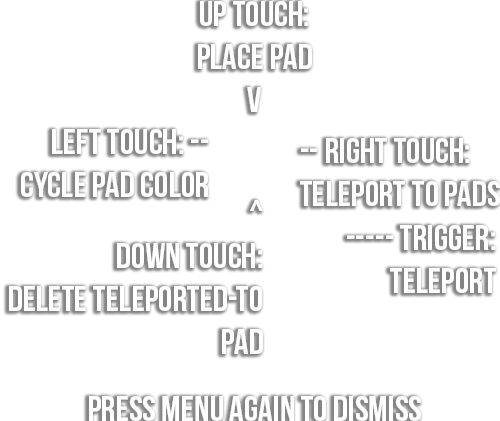 UP TOUCH:
PLACE PAD
V
LEFT TOUCH: --
CYCLE PAD COLOR
-- RIGHT TOUCH:
TELEPORT TO PADS
^
----- TRIGGER:
TELEPORT
DOWN TOUCH:
DELETE TELEPORTED-TO
PAD
PRESS MENU AGAIN TO DISMISS